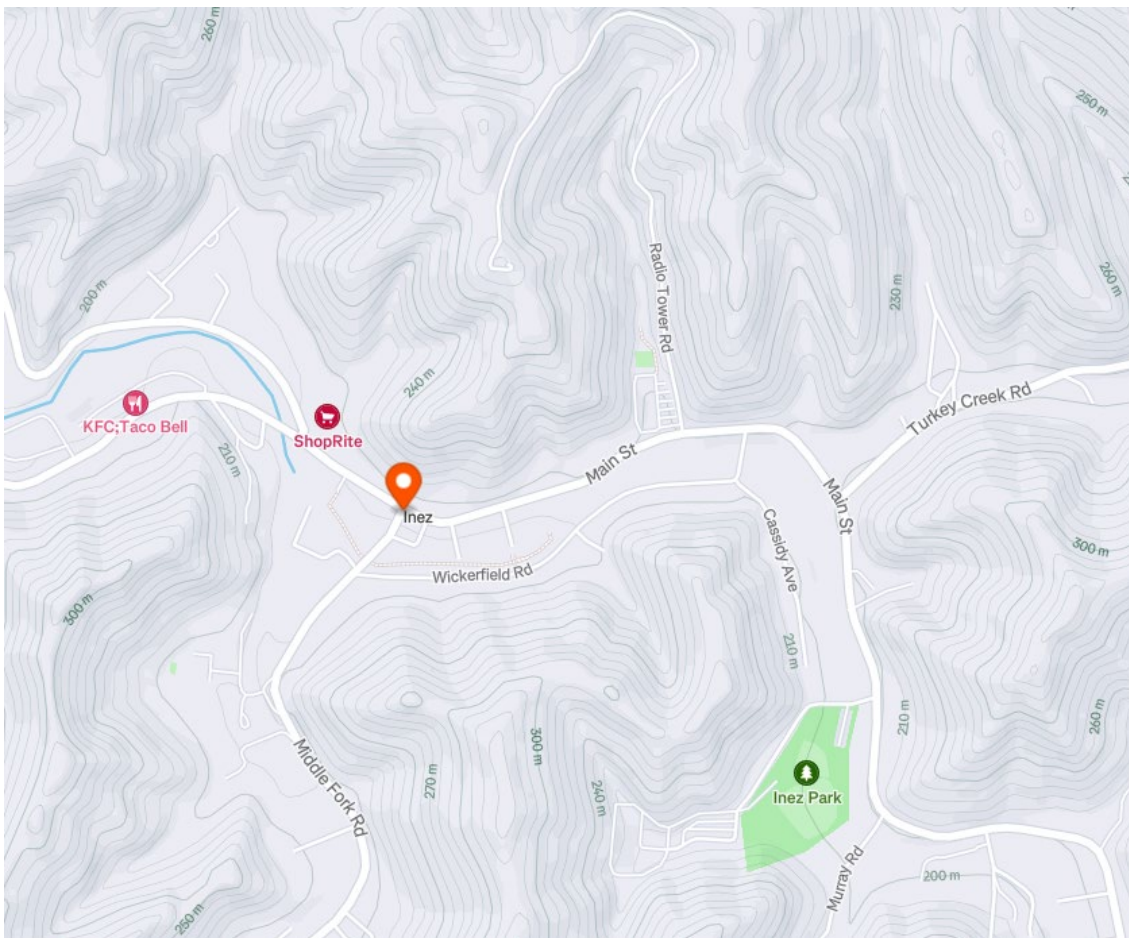 260 m
250 m
Radio Tower Rd
230 m
260 m
200 m
240 m
Turkey Creek Rd
KFC;Taco Bell
ShopRite
210 m
Main St
Main St
Inez
Cassidy Ave
300 m
Wickerfield Rd
300 m
210 m
210 m
260 m
300 m
Middle Fork Rd
270 m
240 m
Inez Park
Murray Rd
200 m
250 m